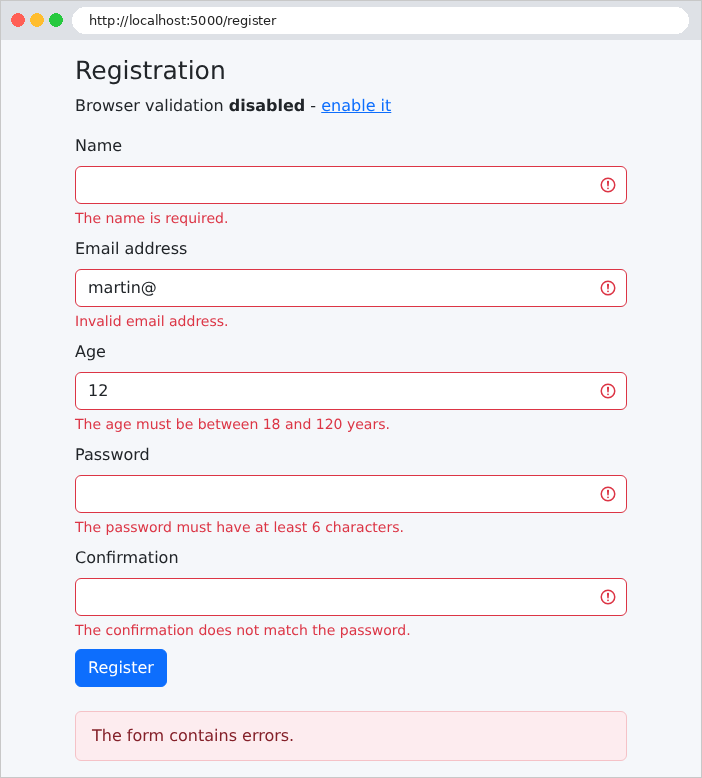 http://localhost:5000/register
Registration
Browser validation disabled - enable it
Name
The name is required.
Email address
martin@
Invalid email address.
Age
12
The age must be between 18 and 120 years.
Password
The password must have at least 6 characters.
Confirmation
The confirmation does not match the password.
Register
The form contains errors.